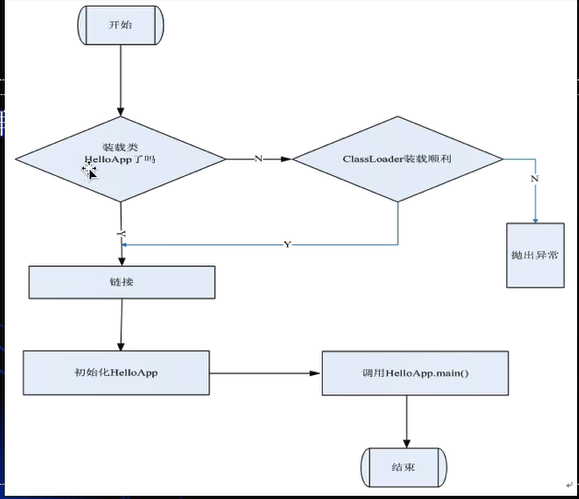 开始
装载类
HelloApp了吗
N
ClassLoader装载顺利
N
Y
Y
抛出异常
链接
初始化HelloApp
调用HelloApp.main()
结束